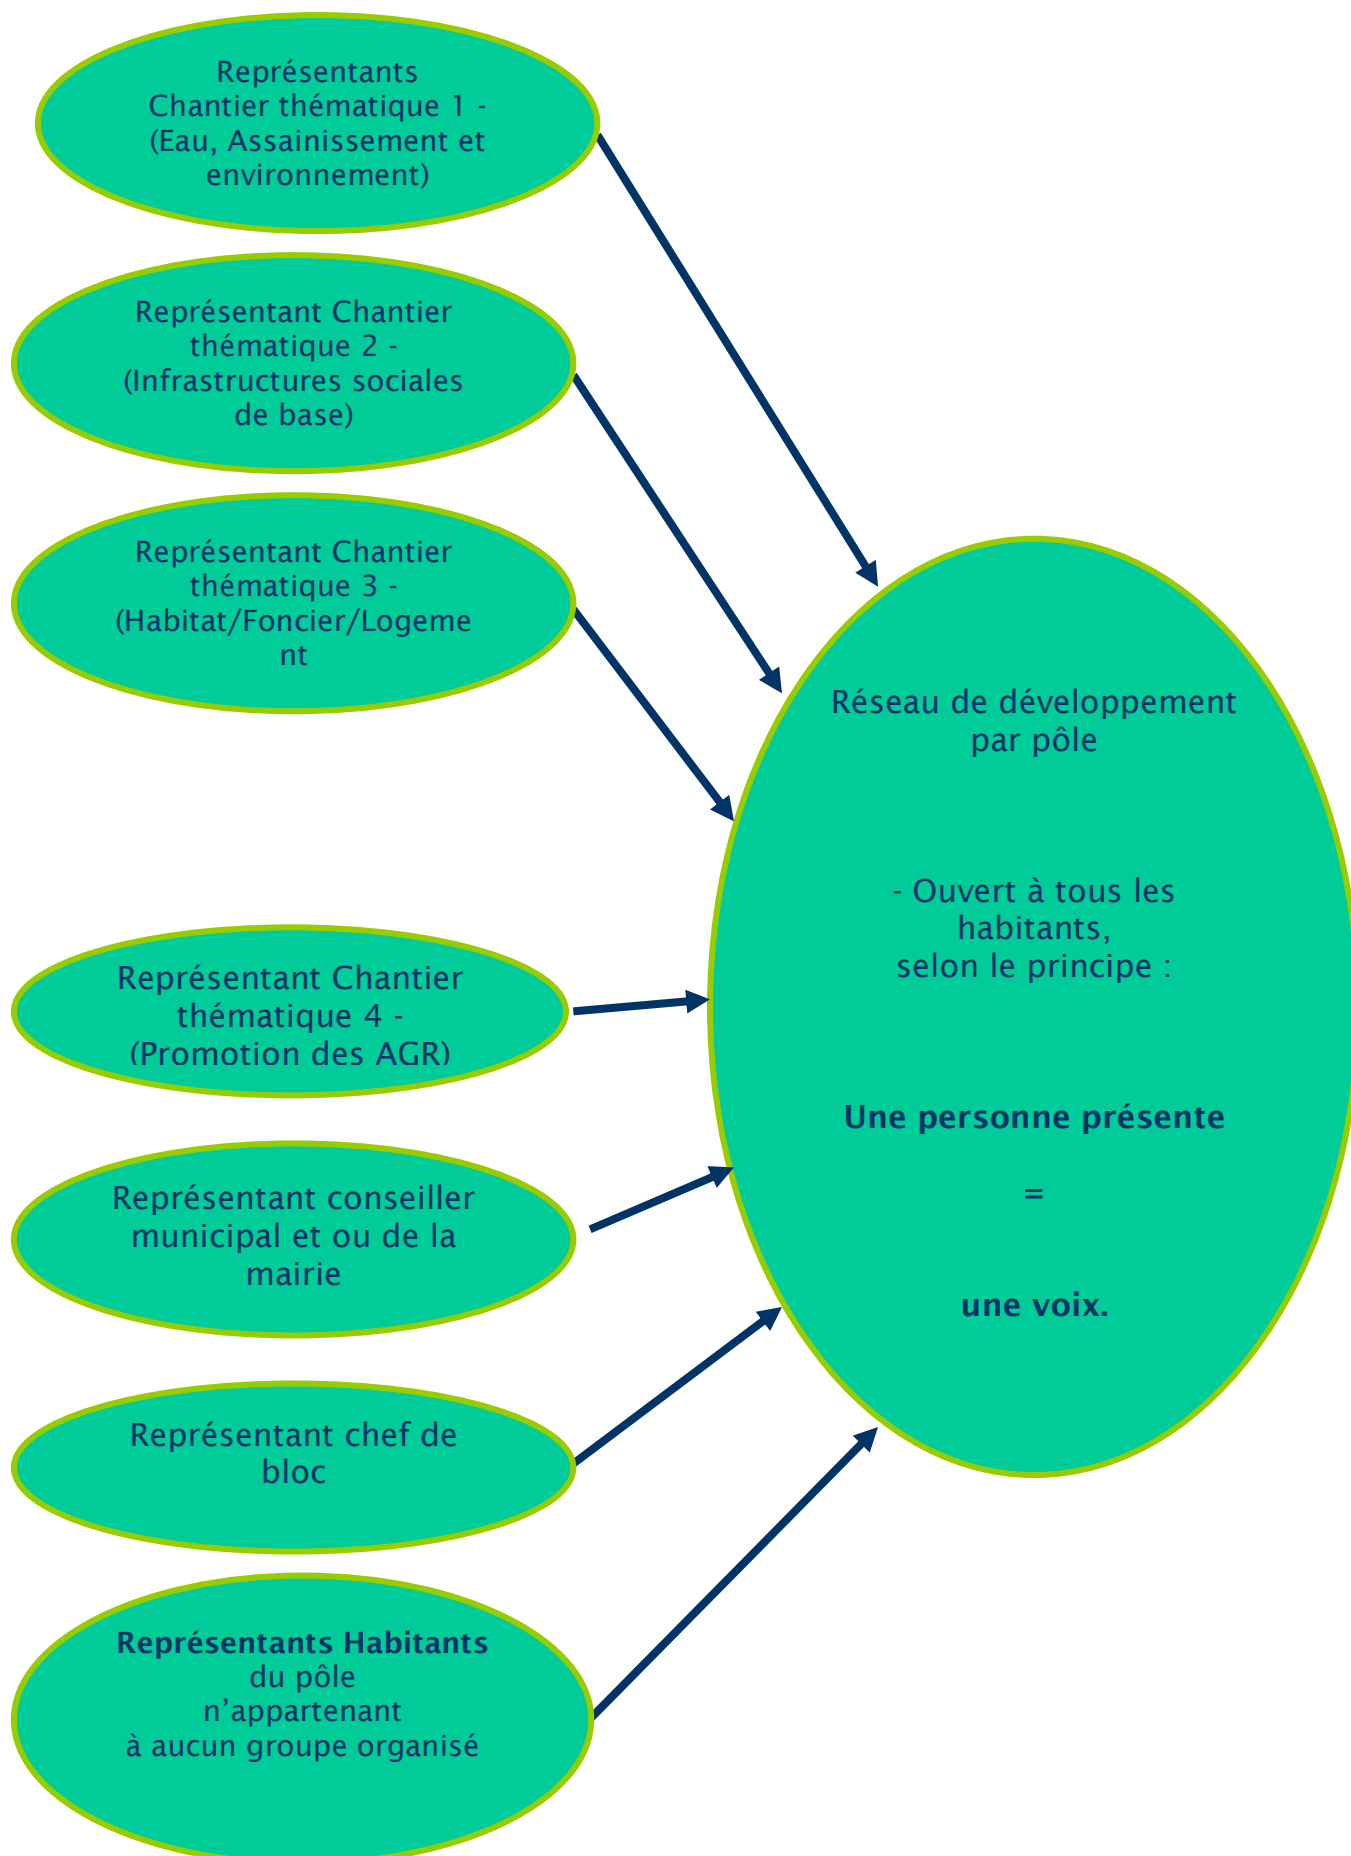 Représentants
Chantier thématique 1 -
(Eau, Assainissement et
environnement)
Représentant Chantier
thématique 2 -
(Infrastructures sociales
de base)
Représentant Chantier
thématique 3 -
(Habitat/Foncier/Logeme
nt
Représentant Chantier
thématique 4 -
(Promotion des AGR)
Représentant conseiller
municipal et ou de la
mairie
Représentant chef de
bloc
Représentants Habitants
du pôle
n’appartenant
à aucun groupe organisé
Réseau de développement
par pôle
- Ouvert à tous les
habitants,
selon le principe :
Une personne présente
=
une voix.